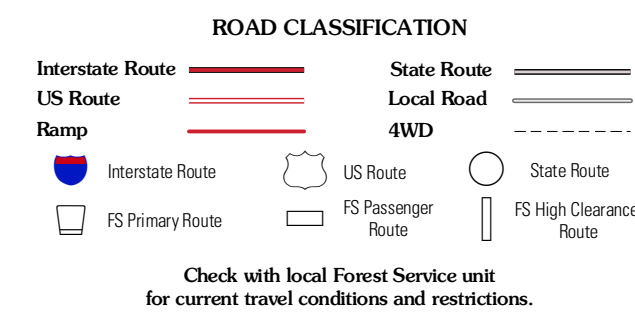 ROAD CLASSIFICATION
Interstate Route
State Route
US Route
Local Road
Ramp
4WD
Interstate Route
US Route
State Route
FS Primary Route
FS Passenger
Route
FS High Clearance
Route
Check with local Forest Service unit
for current travel conditions and restrictions.